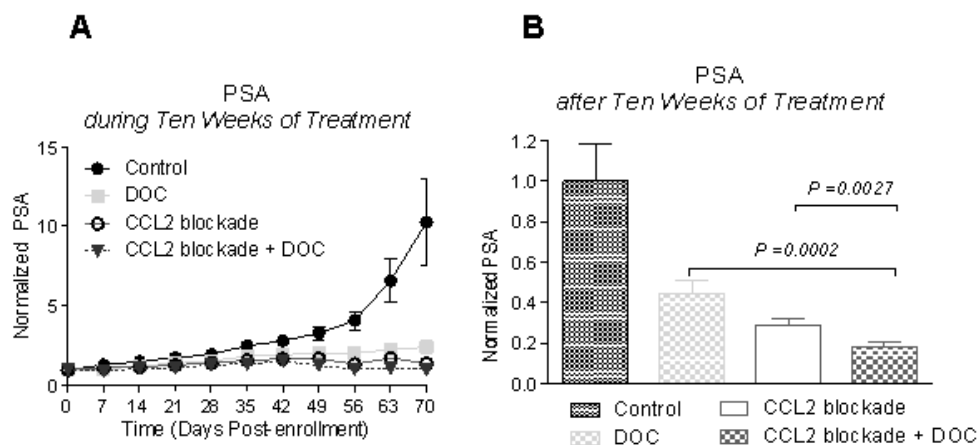 A
PSA
during Ten Weeks of Treatment
Normalized PSA
15
10
5
0
Control
DOC
CCL2 blockade
CCL2 blockade + DOC
0 7 14 21 28 35 42 49 56 63 70
Time (Days Post-enrollment)
B
PSA
after Ten Weeks of Treatment
Normalized PSA
1.2
1.0
0.8
0.6
0.4
0.2
0.0
P =0.0027
P =0.0002
Control
CCL2 blockade
DOC
CCL2 blockade + DOC